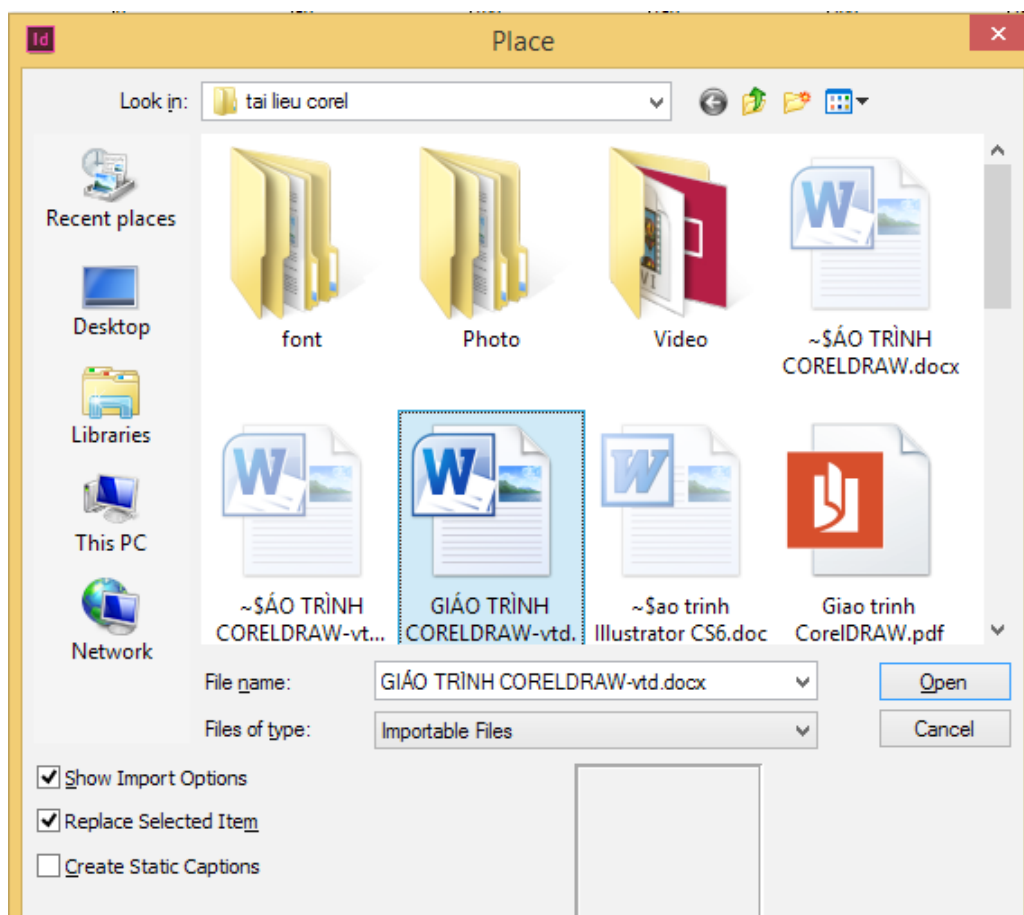 Id
Place
Look in:
tai lieu corel
Recent places
Desktop
Libraries
This PC
Network
font
Photo
Video
~$ÁO TRÌNH
CORELDRAW.docx
~$ÁO TRÌNH
CORELDRAW-vt...
GIÁO TRÌNH
CORELDRAW-vtd.
~$ao trinh
Illustrator CS6.doc
Giao trinh
CorelDRAW.pdf
File name:
GIÁO TRÌNH CORELDRAW-vtd.docx
Open
Files of type:
Importable Files
Cancel
Show Import Options
Replace Selected Item
Create Static Captions